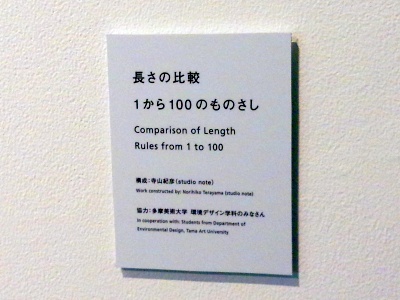 長さの比較
1から100のものさし
Comparison of Length
Rules from 1 to 100
構成：寺山紀彦（studio note）
Work constructed by: Norihiko Terayama (studio note)
協力：多摩美術大学 環境デザイン学科のみなさん
In cooperation with: Students from Department of
Environmental Design, Tama Art University